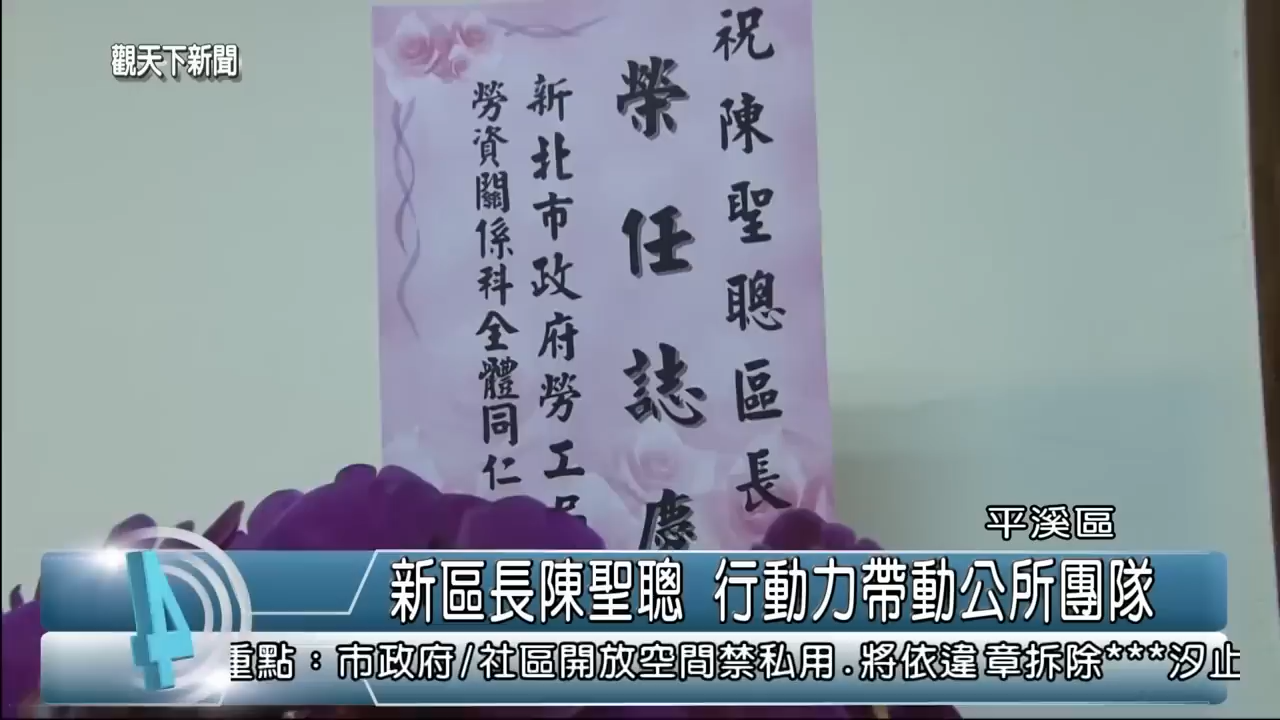 觀天下新聞
祝陳聖聰區長
榮任誌慶
新北市政府勞工局
勞資關係科全體同仁
平溪區
新區長陳聖聰 行動力帶動公所團隊
4
重點：市政府/社區開放空間禁私用.將依違章拆除***汐止